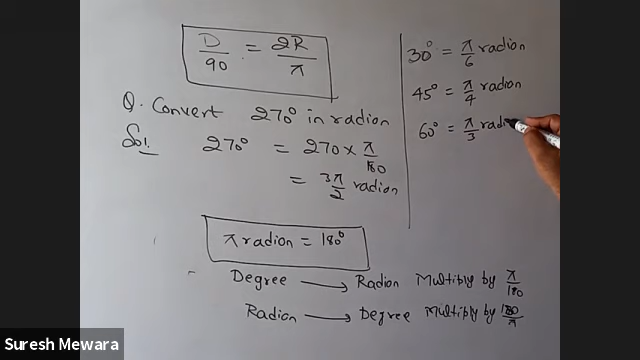 D/90 = 2R/π
Q. Convert 270° in radion
Sol. 270° = 270 × π/180
= 3π/2 radion
π radion = 180°
Degree → Radion Multiply by π/180
Radion → Degree Multiply by 180/π
30° = π/6 radion
45° = π/4 radion
60° = π/3 radi
Suresh Mewara